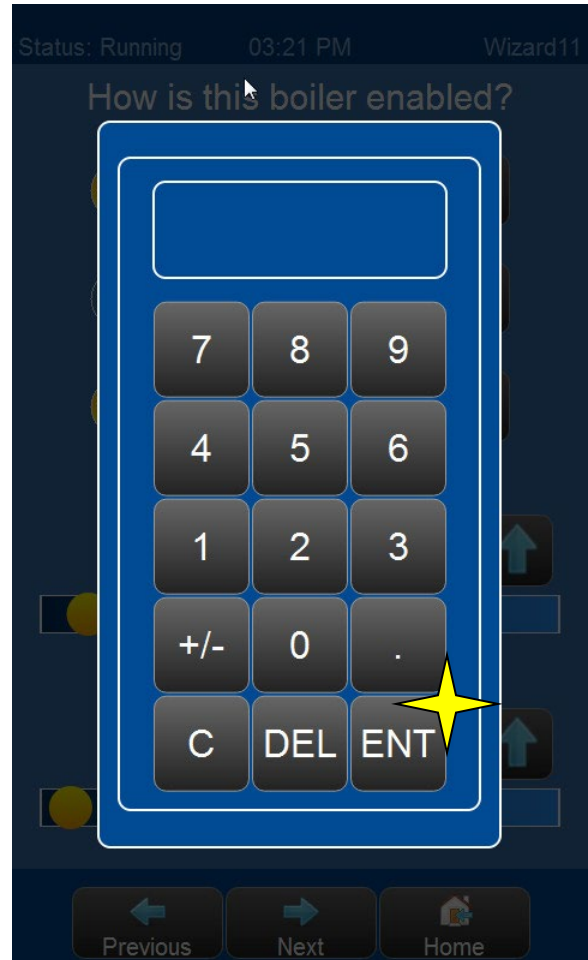 Status: Running 03:21 PM Wizard11
How is this boiler enabled?
7 8 9
4 5 6
1 2 3
+/- 0 .
C DEL ENT
Previous Next Home